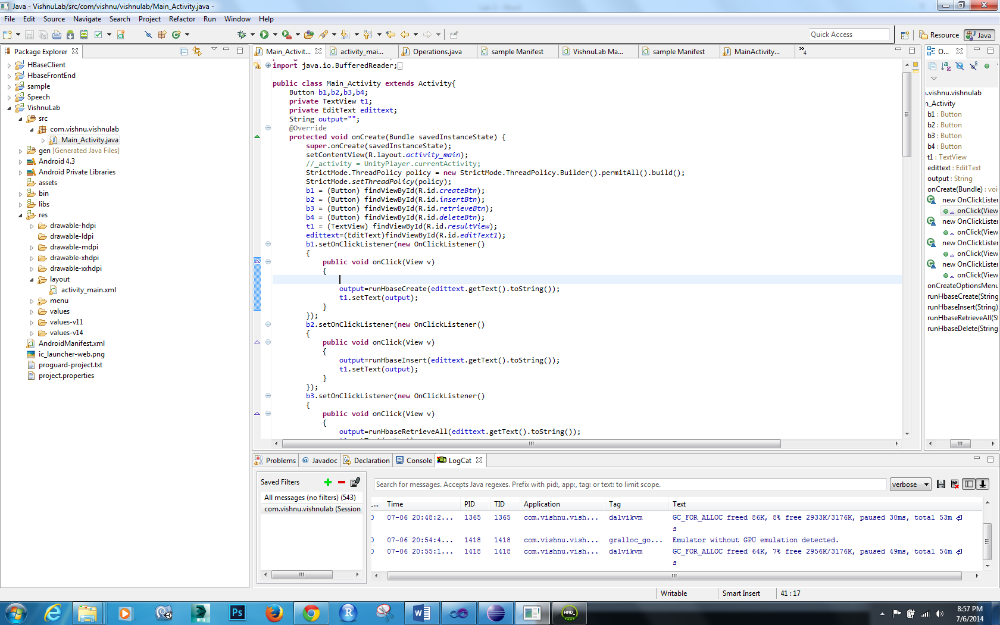 Java - VishnuLab/src/com/vishnu/vishnulab/Main_Activity.java -
File Edit Source Navigate Search Project Refactor Run Window Help
Quick Access
Resource
Java
Package Explorer
HBaseClient
HbaseFrontEnd
sample
Speech
VishnuLab
src
com.vishnu.vishnulab
Main_Activity.java
gen [Generated Java Files]
Android 4.3
Android Private Libraries
assets
bin
libs
res
drawable-hdpi
drawable-ldpi
drawable-mdpi
drawable-xhdpi
drawable-xxhdpi
layout
activity_main.xml
menu
values
values-v11
values-v14
AndroidManifest.xml
ic_launcher-web.png
proguard-project.txt
project.properties
Main_Activit... activity_mai... Operations.java sample Manifest VishnuLab Ma... sample Manifest MainActivity... »4
import java.io.BufferedReader;
public class Main_Activity extends Activity{
Button b1,b2,b3,b4;
private TextView t1;
private EditText edittext;
String output="";
@Override
protected void onCreate(Bundle savedInstanceState) {
super.onCreate(savedInstanceState);
setContentView(R.layout.activity_main);
//_activity = UnityPlayer.currentActivity;
StrictMode.ThreadPolicy policy = new StrictMode.ThreadPolicy.Builder().permitAll().build();
StrictMode.setThreadPolicy(policy);
b1 = (Button) findViewById(R.id.createBtn);
b2 = (Button) findViewById(R.id.insertBtn);
b3 = (Button) findViewById(R.id.retrieveBtn);
b4 = (Button) findViewById(R.id.deleteBtn);
t1 = (TextView) findViewById(R.id.resultView);
edittext=(EditText)findViewById(R.id.editText1);
b1.setOnClickListener(new OnClickListener()
{
public void onClick(View v)
{
output=runHbaseCreate(edittext.getText().toString());
t1.setText(output);
}
});
b2.setOnClickListener(new OnClickListener()
{
public void onClick(View v)
{
output=runHbaseInsert(edittext.getText().toString());
t1.setText(output);
}
});
b3.setOnClickListener(new OnClickListener()
{
public void onClick(View v)
{
output=runHbaseRetrieveAll(edittext.getText().toString());
O...
ı.vishnu.vishnulab
n_Activity
b1 : Button
b2 : Button
b3 : Button
b4 : Button
t1 : TextView
edittext : EditText
output : String
onCreate(Bundle) : voi
new OnClickLister
onClick(View
new OnClickLister
onClick(View
new OnClickLister
onClick(View
new OnClickLister
onClick(View
onCreateOptionsMenu
runHbaseCreate(String
runHbaseInsert(String)
runHbaseRetrieveAll(St
runHbaseDelete(String
Problems @ Javadoc Declaration Console LogCat
Saved Filters
All messages (no filters) (543)
com.vishnu.vishnulab (Session
Search for messages. Accepts Java regexes. Prefix with pid:, app:, tag: or text: to limit scope.
verbose
... Time PID TID Application Tag Text
07-06 20:48:2... 1365 1365 com.vishnu.vish... dalvikvm GC_FOR_ALLOC freed 86K, 8% free 2933K/3176K, paused 30ms, total 53m
s
07-06 20:54:4... 1418 1418 com.vishnu.vish... gralloc_go... Emulator without GPU emulation detected.
07-06 20:55:1... 1418 1418 com.vishnu.vish... dalvikvm GC_FOR_ALLOC freed 64K, 7% free 2956K/3176K, paused 49ms, total 54m
s
Writable
Smart Insert
41 : 17
MAX
Ps
R
W
AND_
8:57 PM
7/6/2014